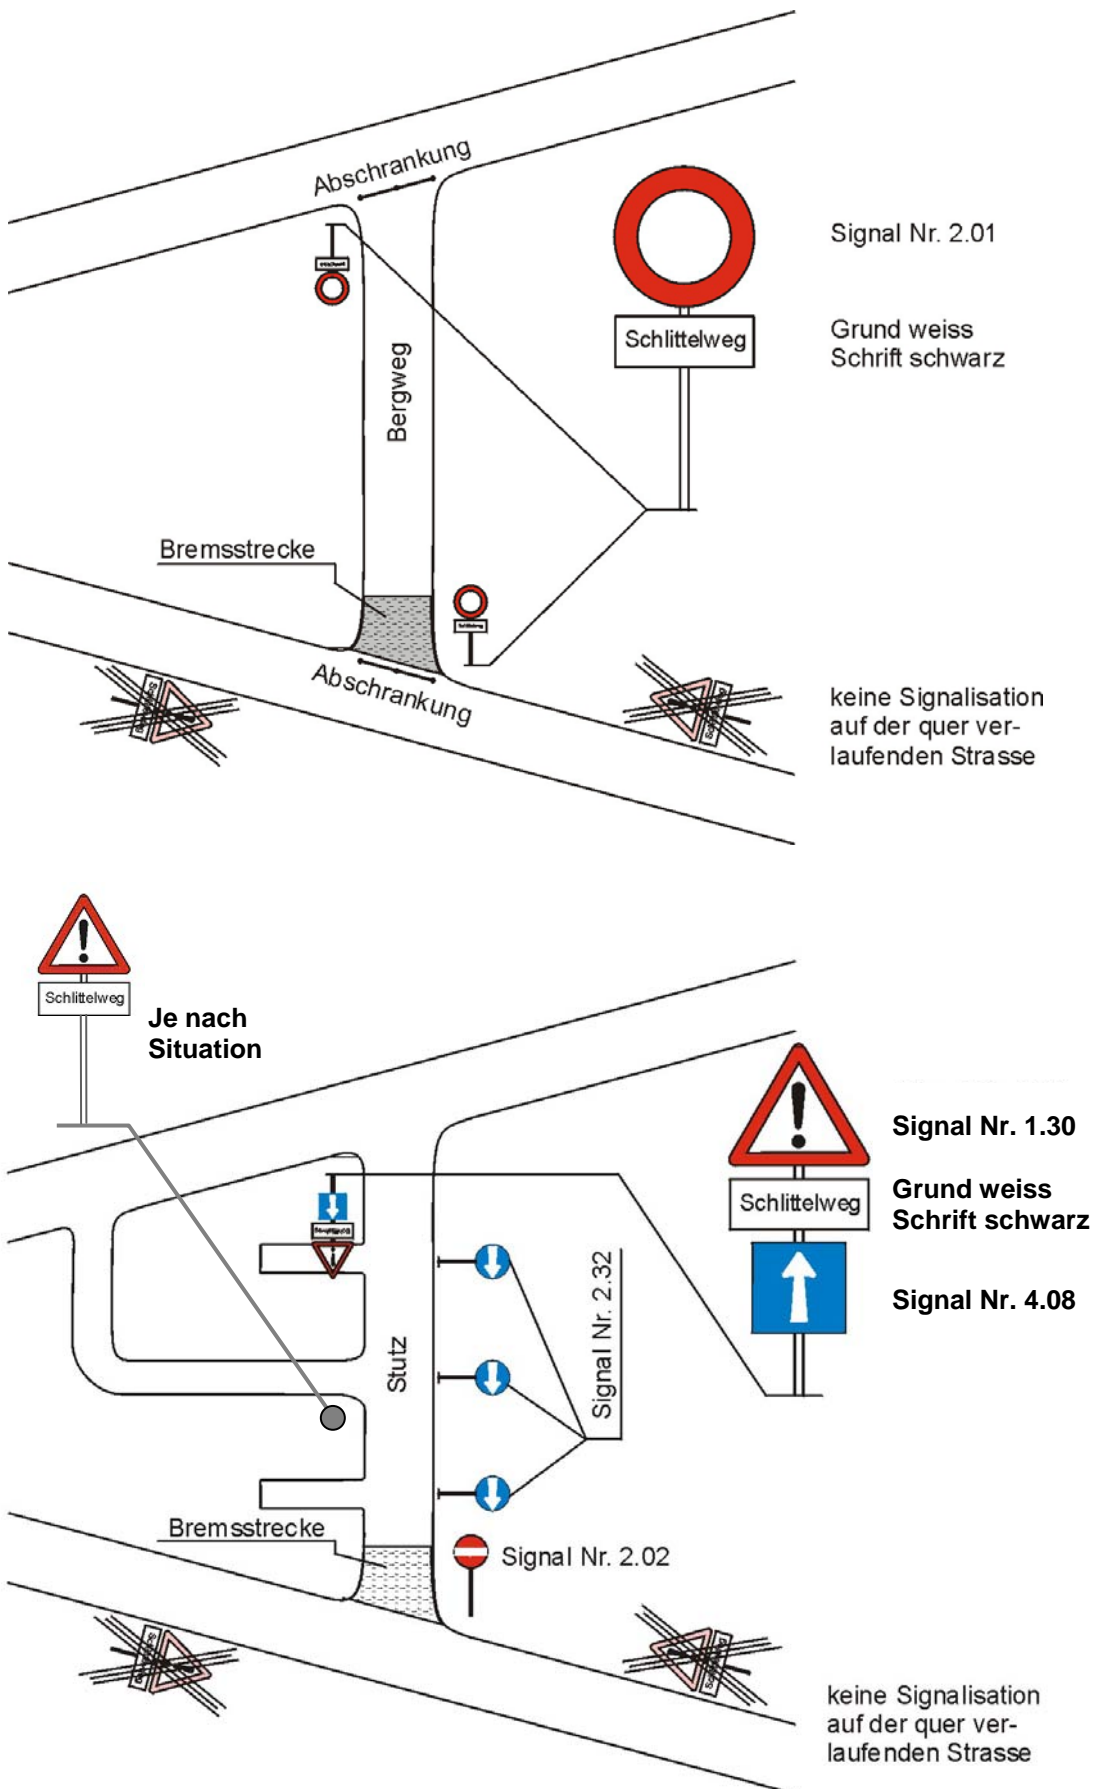 Abschrankung
Signal Nr. 2.01
Schlittelweg
Grund weiss
Schrift schwarz
Bergweg
Bremsstrecke
Abschrankung
keine Signalisation
auf der quer ver-
laufenden Strasse
Schlittelweg
Je nach
Situation
Signal Nr. 1.30
Schlittelweg
Grund weiss
Schrift schwarz
Signal Nr. 4.08
Signal Nr. 2.32
Stutz
Bremsstrecke
Signal Nr. 2.02
keine Signalisation
auf der quer ver-
laufenden Strasse